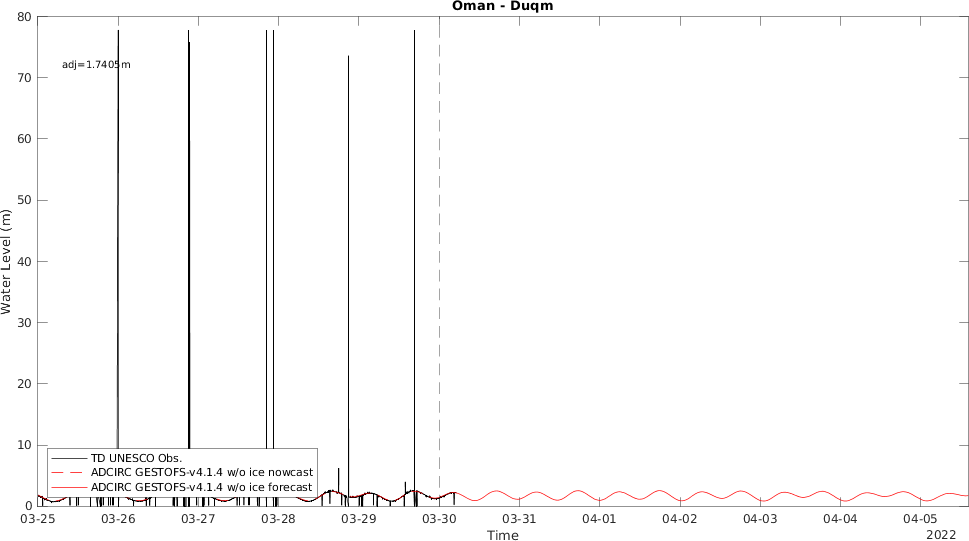 Oman - Duqm
80
70
60
50
40
30
20
10
0
Water Level (m)
adj=1.7405m
TD UNESCO Obs.
ADCIRC GESTOFS-v4.1.4 w/o ice nowcast
ADCIRC GESTOFS-v4.1.4 w/o ice forecast
03-25 03-26 03-27 03-28 03-29 03-30 03-31 04-01 04-02 04-03 04-04 04-05
Time
2022